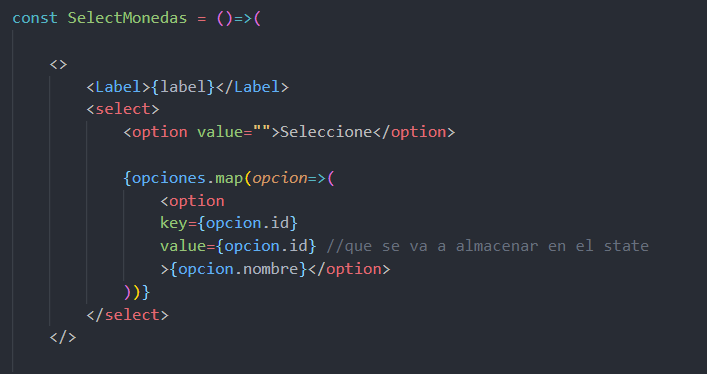 const SelectMonedas = ()=>(
<>
<Label>{label}</Label>
<select>
<option value="">Seleccione</option>
{opciones.map(opcion=>(
<option
key={opcion.id}
value={opcion.id} //que se va a almacenar en el state
>{opcion.nombre}</option>
))}
</select>
</>